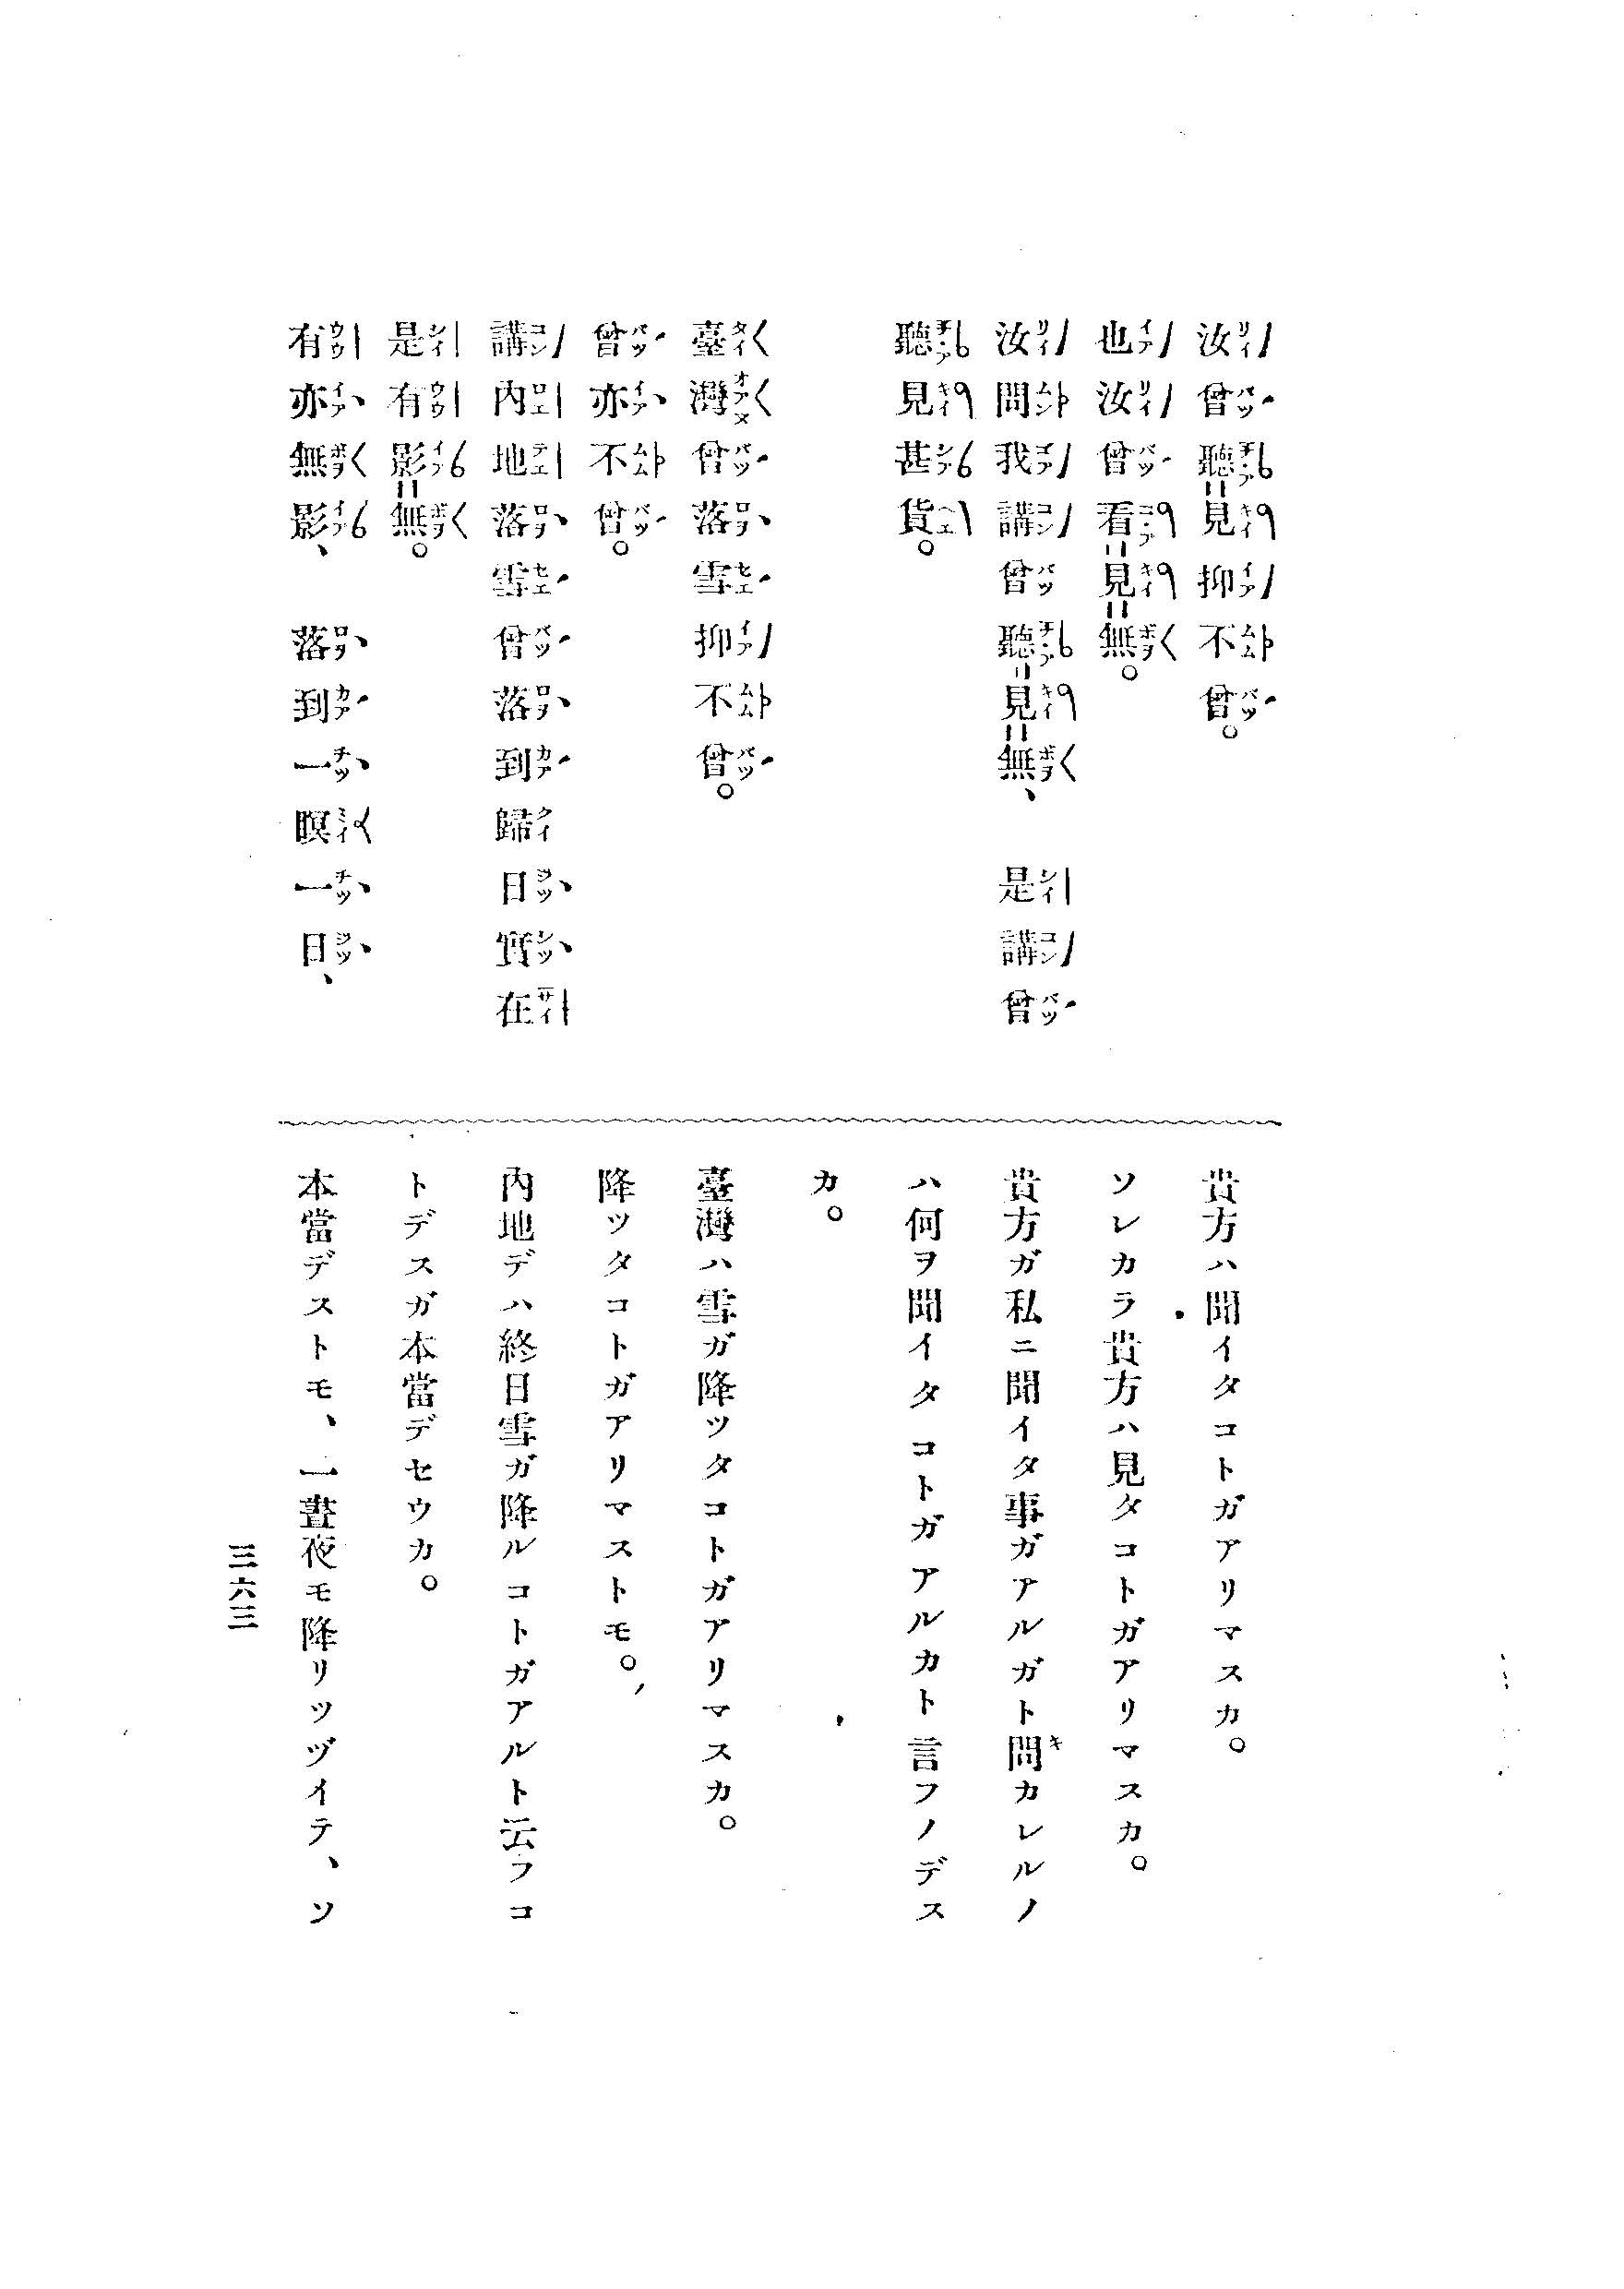 汝曾聽=見抑不曾。
也汝曾看=見=無。
汝問我講曾聽=見=無、是講曾
聽見甚貨。
臺灣曾落雪抑不曾。
曾亦不曾。
講內地落雪曾落到歸日實在
是有影=無。
有亦無影、落到一暝一日、
貴方ハ聞イタコトガアリマスカ。
ソレカラ貴方ハ見タコトガアリマスカ。
貴方ガ私ニ聞イタ事ガアルガト問カレルノ
ハ何ヲ聞イタコトガアルカト言フノデス
カ。
臺灣ハ雪ガ降ッタコトガアリマスカ。
降ッタコトガアリマストモ。
內地デハ終日雪ガ降ルコトガアルト云フコ
トデスガ本當デセウカ。
本當デストモ、一晝夜モ降リッヅイテ、ソ
三六三